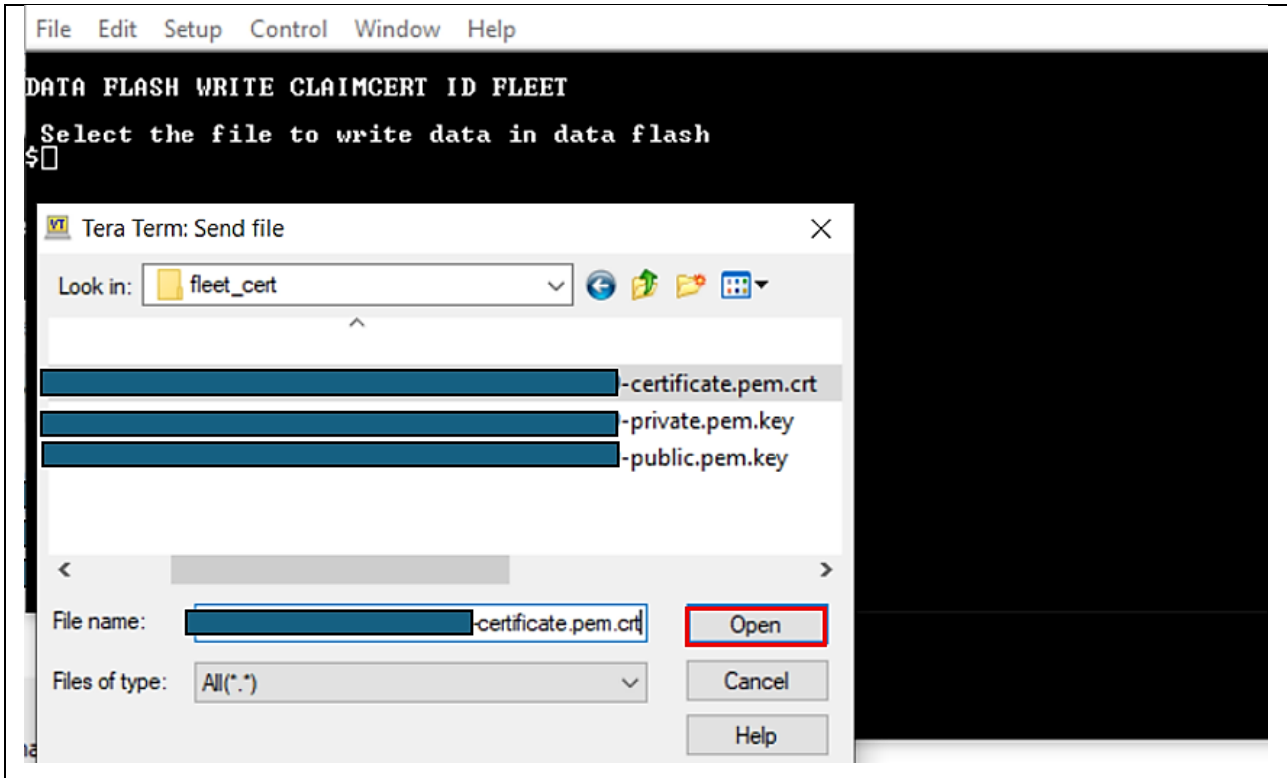 File Edit Setup Control Window Help
DATA FLASH WRITE CLAIMCERT ID FLEET
Select the file to write data in data flash
$
Tera Term: Send file
Look in: fleet_cert
-certificate.pem.crt
-private.pem.key
-public.pem.key
File name: -certificate.pem.crt Open
Files of type: All(*.*) Cancel
Help